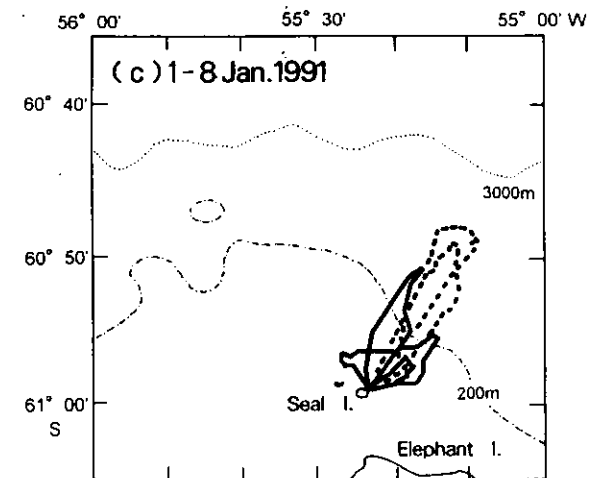 56° 00' 55° 30' 55° 00' W
(c) 1-8 Jan. 1991
60° 40'
3000m
60° 50'
200m
Seal I.
61° 00'
S
Elephant I.